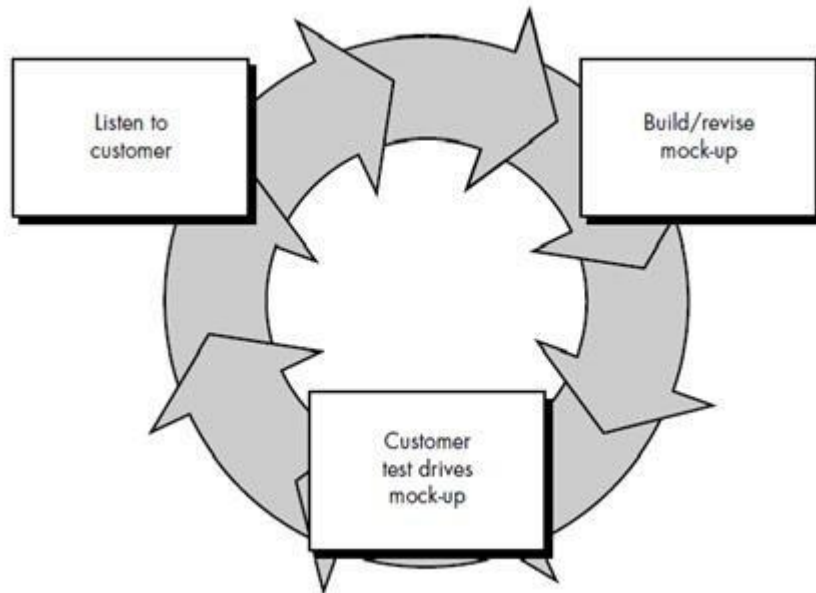 Listen to
customer
Build/revise
mock-up
Customer
test drives
mock-up